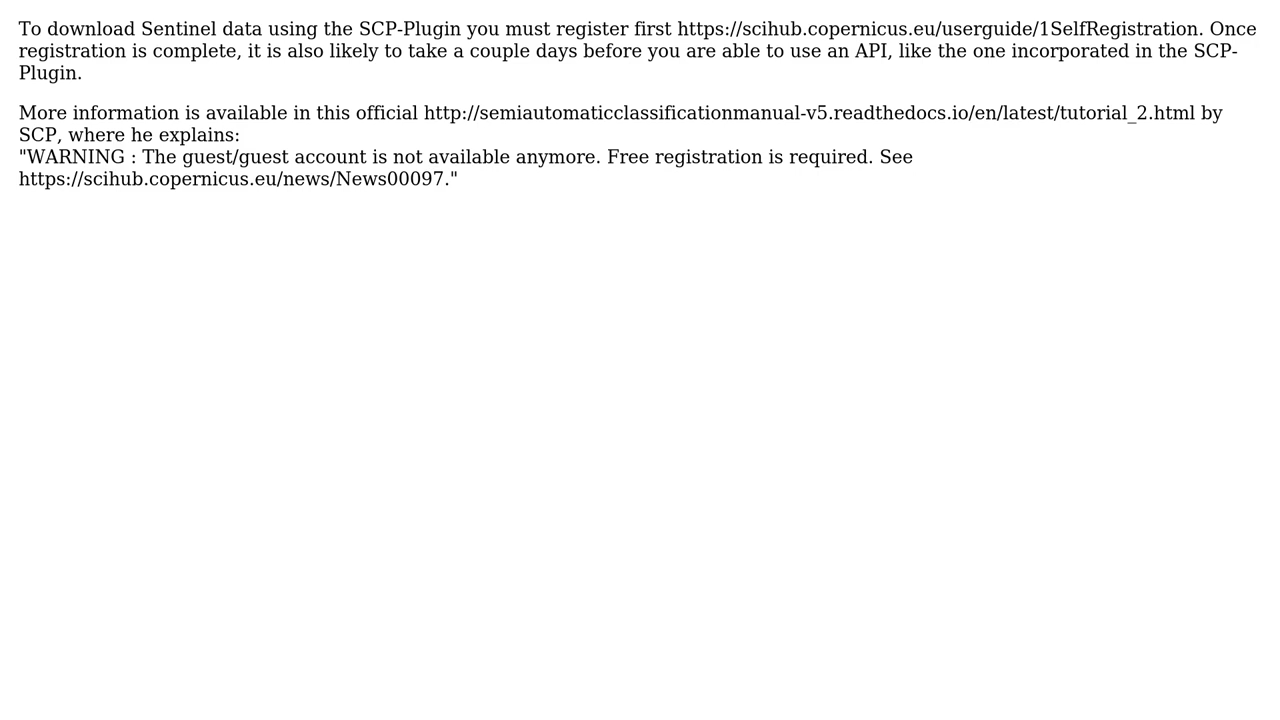 To download Sentinel data using the SCP-Plugin you must register first https://scihub.copernicus.eu/userguide/1SelfRegistration. Once
registration is complete, it is also likely to take a couple days before you are able to use an API, like the one incorporated in the SCP-
Plugin.
More information is available in this official http://semiautomaticclassificationmanual-v5.readthedocs.io/en/latest/tutorial_2.html by
SCP, where he explains:
"WARNING : The guest/guest account is not available anymore. Free registration is required. See
https://scihub.copernicus.eu/news/News00097."